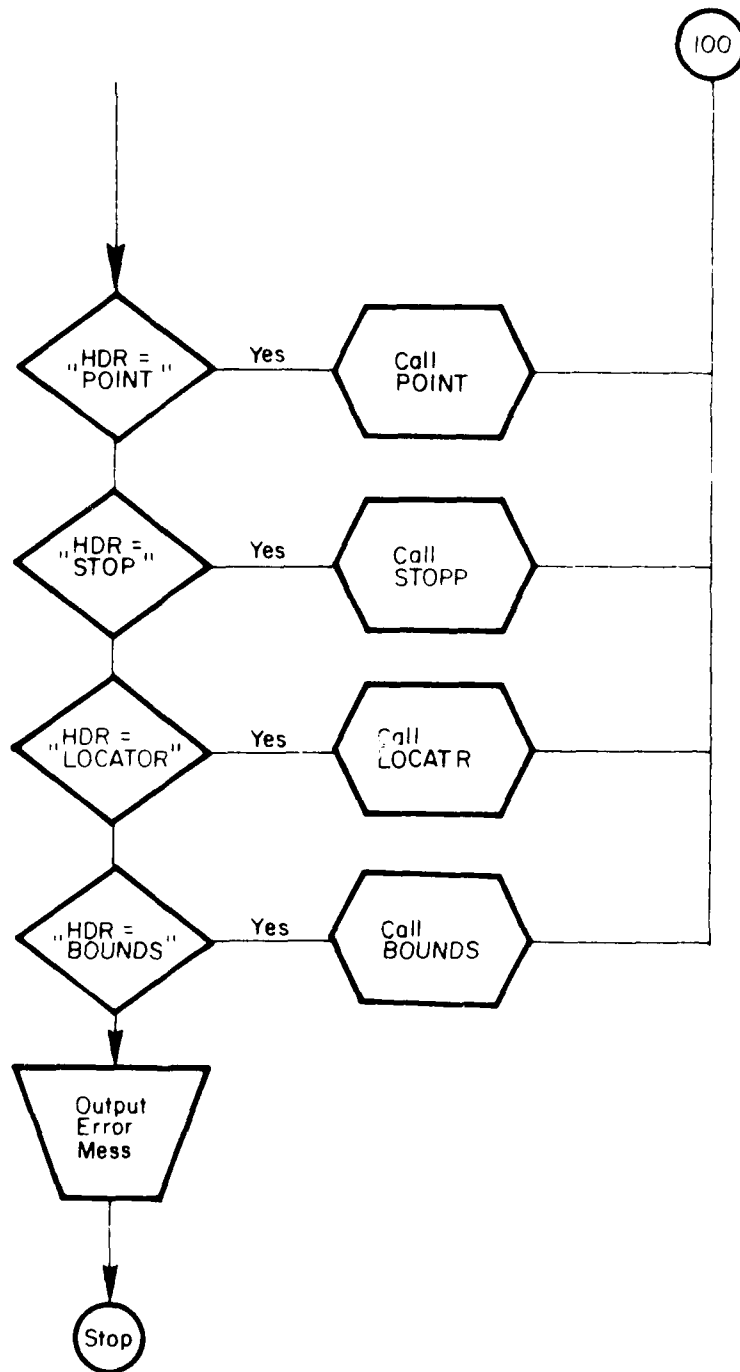 100
"HDR =
POINT"
Yes
Call
POINT
"HDR =
STOP"
Yes
Call
STOPP
"HDR =
LOCATOR"
Yes
Call
LOCATR
"HDR =
BOUNDS"
Yes
Call
BOUNDS
Output
Error
Mess
Stop